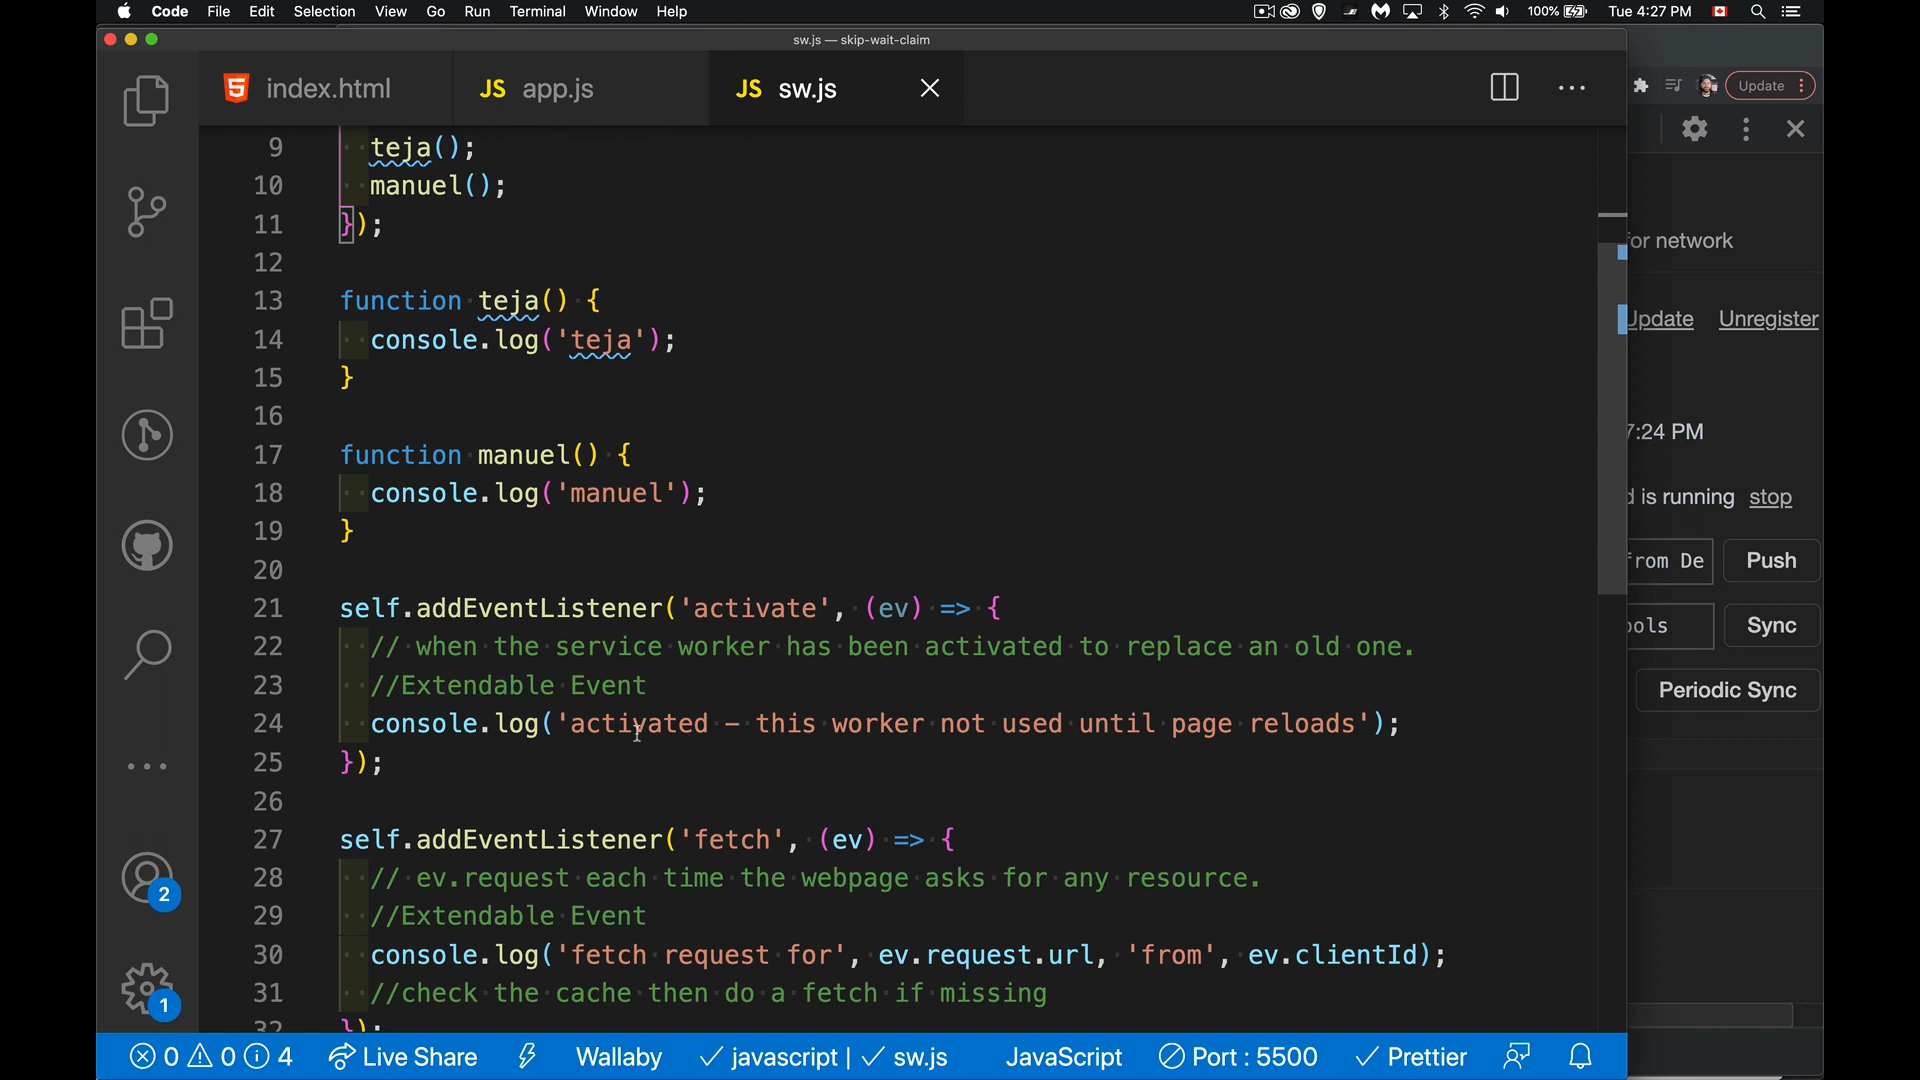 Code File Edit Selection View Go Run Terminal Window Help 100% Tue 4:27 PM
sw.js — skip-wait-claim
index.html JS app.js JS sw.js
Update
9 teja();
10 manuel();
11 });
12
13 function teja() {
14 console.log('teja');
15 }
16
17 function manuel() {
18 console.log('manuel');
19 }
20
21 self.addEventListener('activate', (ev) => {
22 // when the service worker has been activated to replace an old one.
23 //Extendable Event
24 console.log('activated - this worker not used until page reloads');
25 });
26
27 self.addEventListener('fetch', (ev) => {
28 // ev.request each time the webpage asks for any resource.
29 //Extendable Event
30 console.log('fetch request for', ev.request.url, 'from', ev.clientId);
31 //check the cache then do a fetch if missing
32 });
for network
Update Unregister
7:24 PM
d is running stop
from De Push
ools Sync
Periodic Sync
2
1
0 0 4 Live Share Wallaby javascript | sw.js JavaScript Port : 5500 Prettier